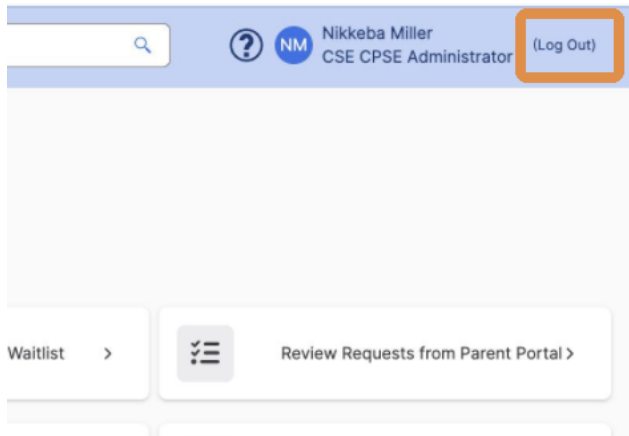 ?
NM
Nikkeba Miller
CSE CPSE Administrator
(Log Out)
Waitlist >
Review Requests from Parent Portal >